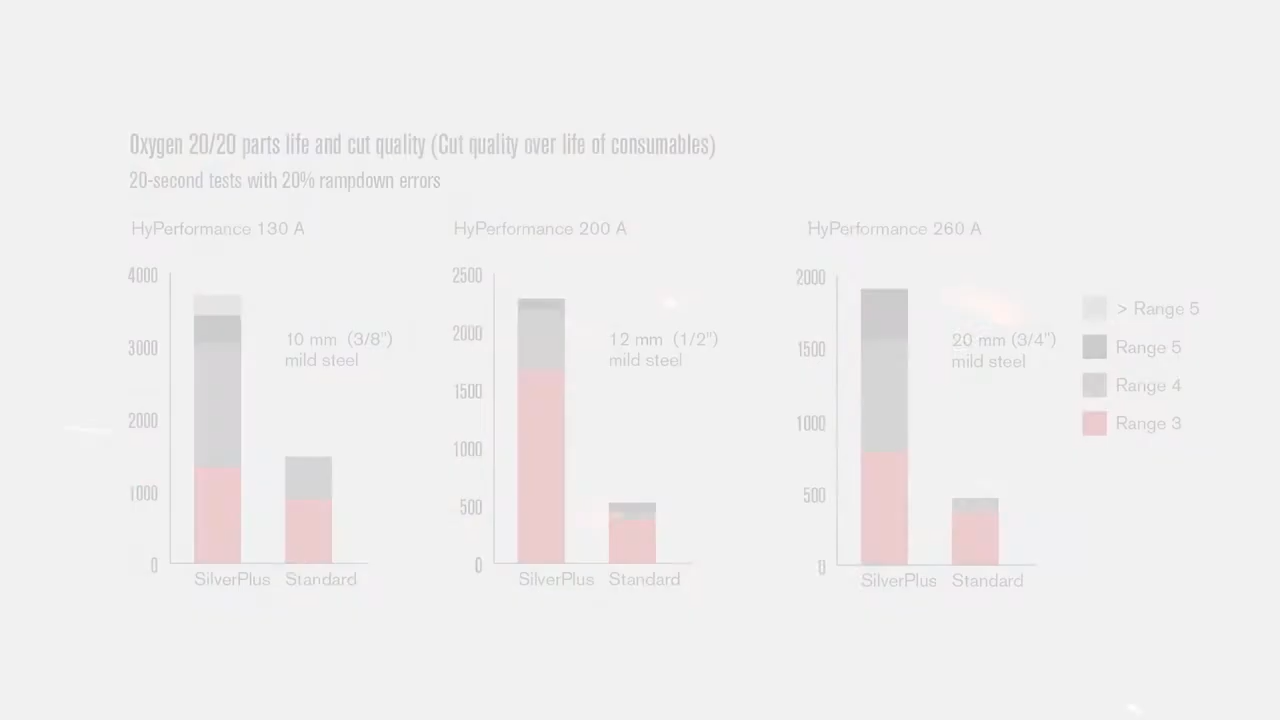 Oxygen 20/20 parts life and cut quality (Cut quality over life of consumables)
20-second tests with 20% rampdown errors
HyPerformance 130 A
4000
3000
2000
1000
0
10 mm (3/8")
mild steel
SilverPlus Standard
HyPerformance 200 A
2500
2000
1500
1000
500
0
12 mm (1/2")
mild steel
SilverPlus Standard
HyPerformance 260 A
2000
1500
1000
500
0
20 mm (3/4")
mild steel
SilverPlus Standard
> Range 5
Range 5
Range 4
Range 3